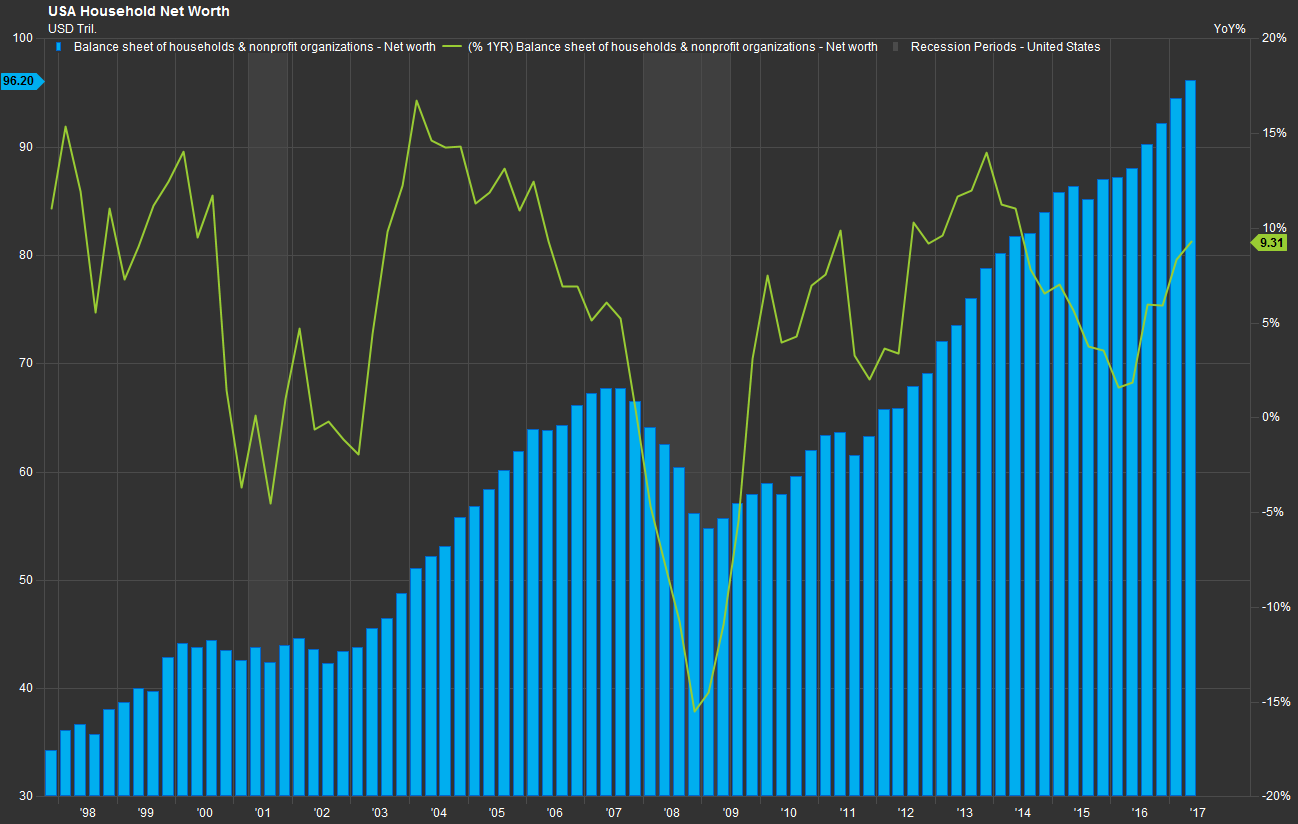 USA Household Net Worth
USD Tril.
YoY%
Balance sheet of households & nonprofit organizations - Net worth (% 1YR) Balance sheet of households & nonprofit organizations - Net worth Recession Periods - United States
100 20%
96.20
90 15%
80 10%
9.31
70 5%
0%
60
-5%
50
-10%
40
-15%
30 -20%
'98 '99 '00 '01 '02 '03 '04 '05 '06 '07 '08 '09 '10 '11 '12 '13 '14 '15 '16 '17